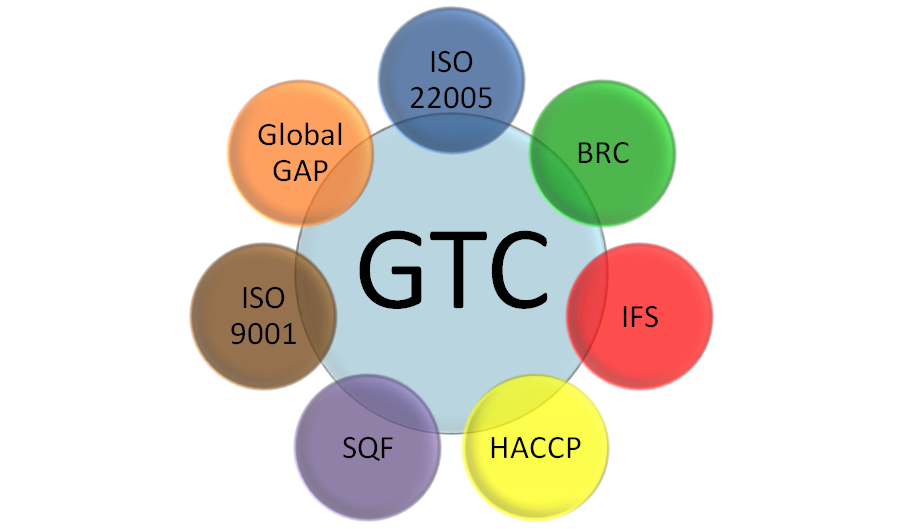 ISO
22005
BRC
IFS
HACCP
SQF
ISO
9001
Global
GAP
GTC